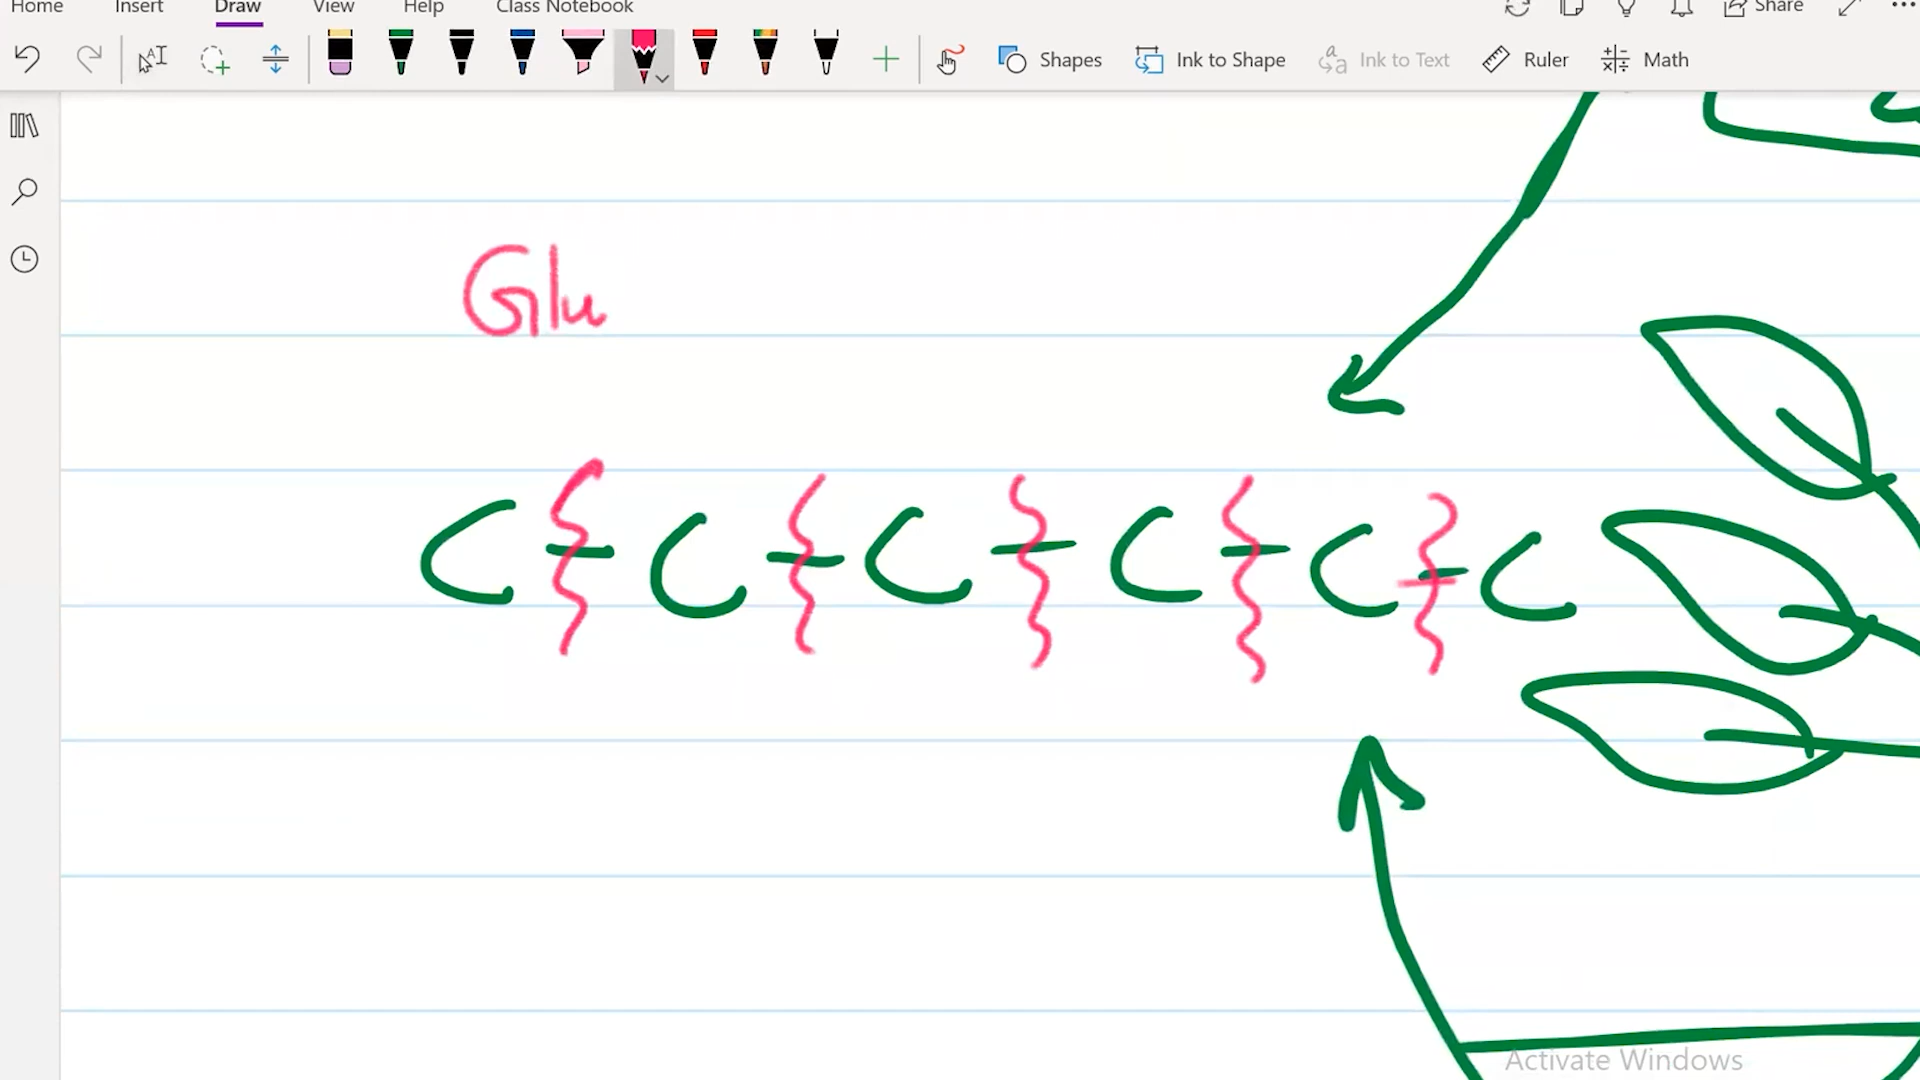 Home Insert Draw View Help Class Notebook Share
Shapes Ink to Shape Ink to Text Ruler Math
Glu
C - C - C - C - C - C
Activate Windows